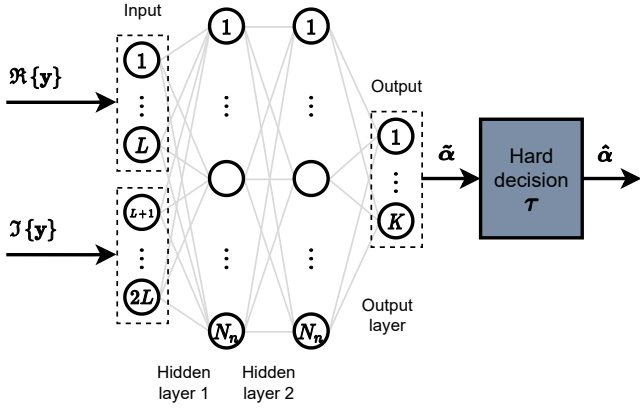 Input
1
1
1
ℜ{y}
⋮
⋮
⋮
Output
L
1
α̃
Hard
decision
τ
α̂
⋮
L+1
K
ℑ{y}
⋮
⋮
⋮
2L
Output
layer
N_n
N_n
Hidden
layer 1
Hidden
layer 2